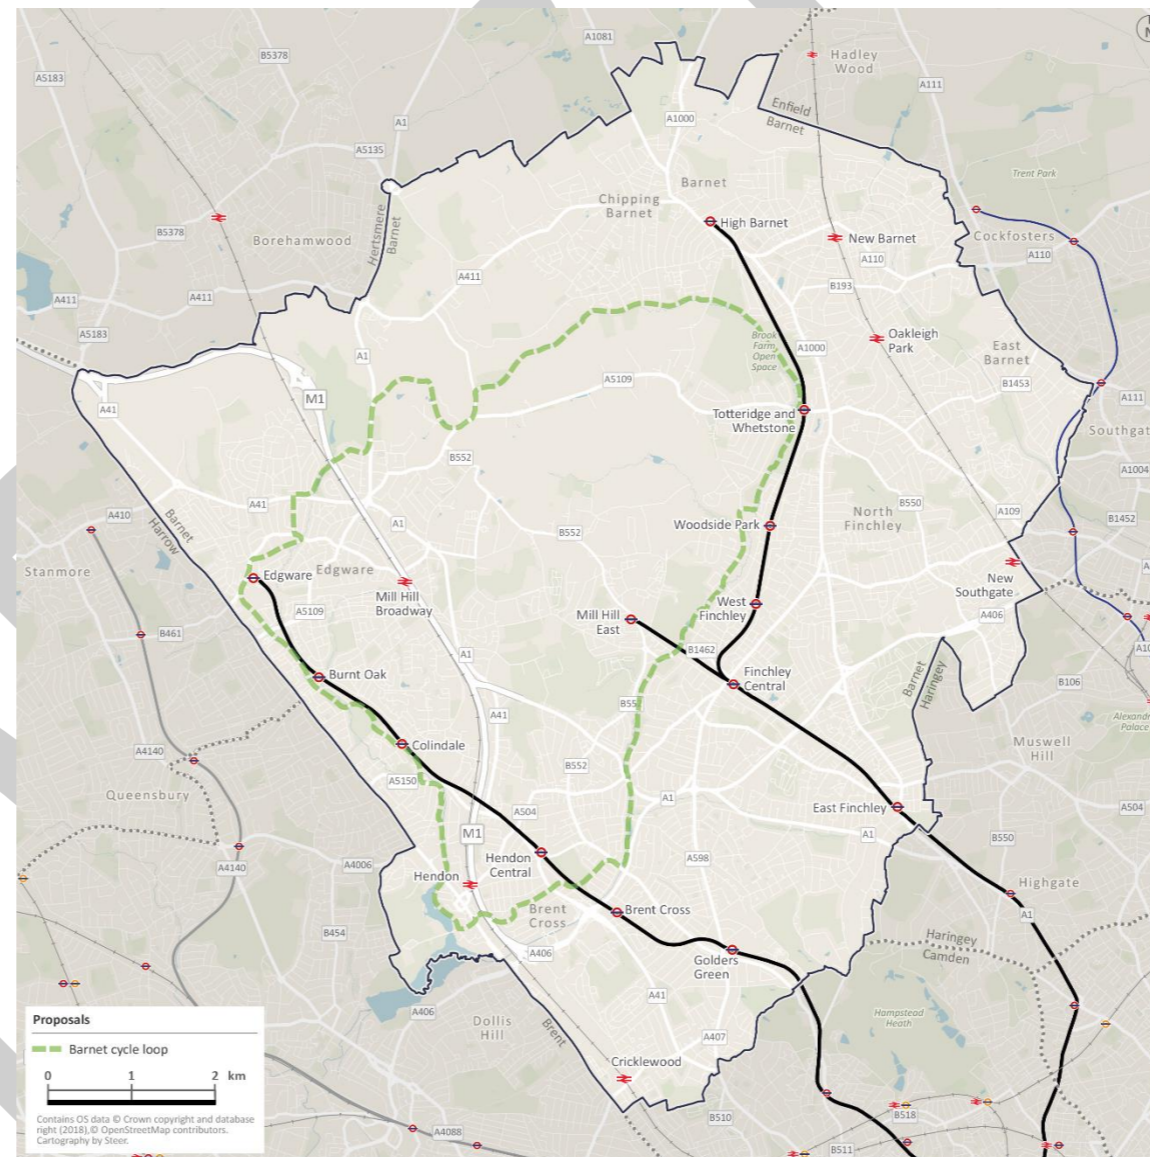 A1081
B5378
A5183
Hadley
Wood
A111
A1
Enfield
Barnet
A1000
A5135
Trent Park
Barnet
Chipping
Barnet
Hertsmere
Barnet
High Barnet
B5378
Borehamwood
New Barnet
Cockfosters
A110
A110
A411
B193
A411
A411
A5183
Oakleigh
Park
Brook
Farm
Open
Space
A1000
East
Barnet
A1
B1453
A5109
M1
A41
A111
Totteridge and
Whetstone
Southgat
B552
A1004
A41
B550
North
Finchley
A109
A410
Barnet
Harrow
A1
Woodside Park
B1452
B552
Stanmore
Edgware
Edgware
Mill Hill
Broadway
New
Southgate
A5109
West
Finchley
Mill Hill
East
A406
B461
B1462
A1
Barnet
Haringey
Burnt Oak
Finchley
Central
B106
B55
A41
Alexandr
Palace
Muswell
Hill
A4140
Colindale
B552
A5150
Queensbury
A1
A504
East Finchley
A504
M1
A1
B550
Hendon
Central
A598
A4006
A4140
Hendon
Highgate
Brent
Cross
Brent Cross
A1
B454
Haringey
Camden
A406
Golders
Green
A41
A406
Hampstead
Heath
Dollis
Hill
Brent
A407
Cricklewood
B510
B518
A4088
B511
Proposals
Barnet cycle loop
0 1 2 km
Contains OS data © Crown copyright and database
right (2018),© OpenStreetMap contributors.
Cartography by Steer.